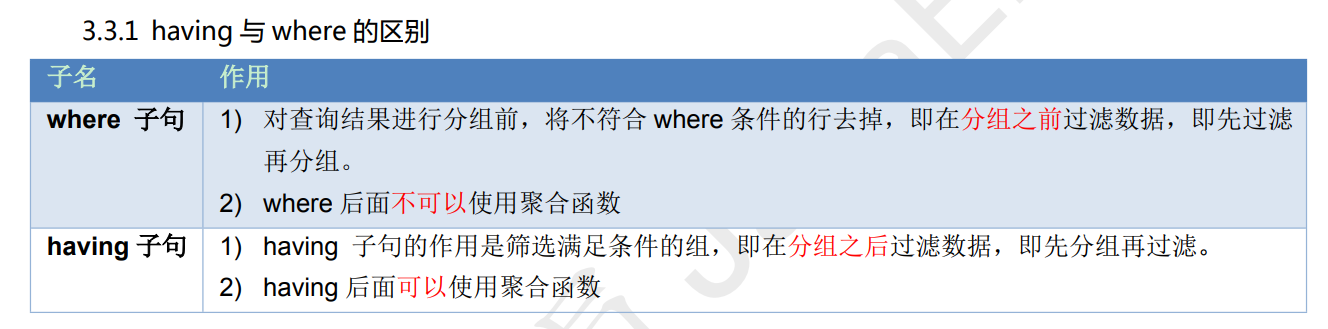 3.3.1 having 与 where 的区别
子名 作用
where 子句 1) 对查询结果进行分组前，将不符合 where 条件的行去掉，即在分组之前过滤数据，即先过滤
再分组。
2) where 后面不可以使用聚合函数
having 子句 1) having 子句的作用是筛选满足条件的组，即在分组之后过滤数据，即先分组再过滤。
2) having 后面可以使用聚合函数